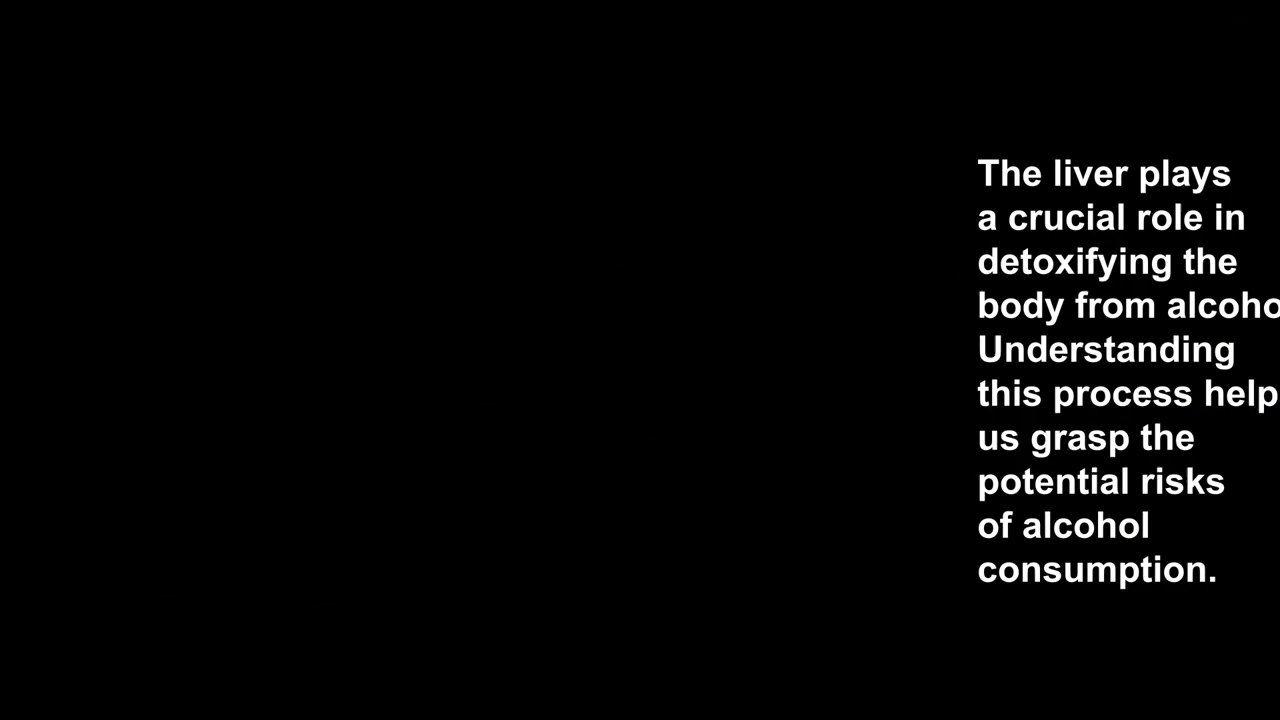 The liver plays
a crucial role in
detoxifying the
body from alcoho
Understanding
this process help
us grasp the
potential risks
of alcohol
consumption.